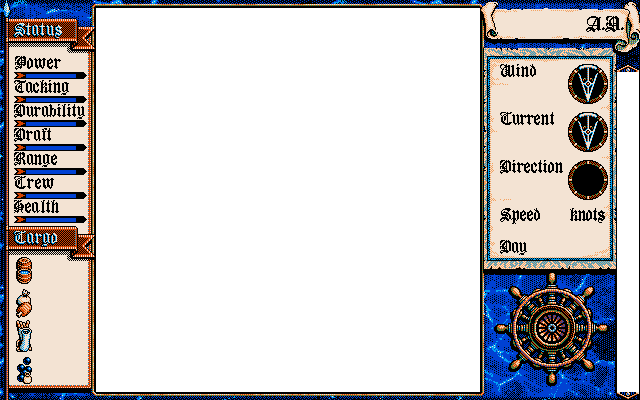 Status
Power
Tacking
Durability
Draft
Range
Crew
Health
Cargo
A.D.
Wind
Current
Direction
Speed knots
Day